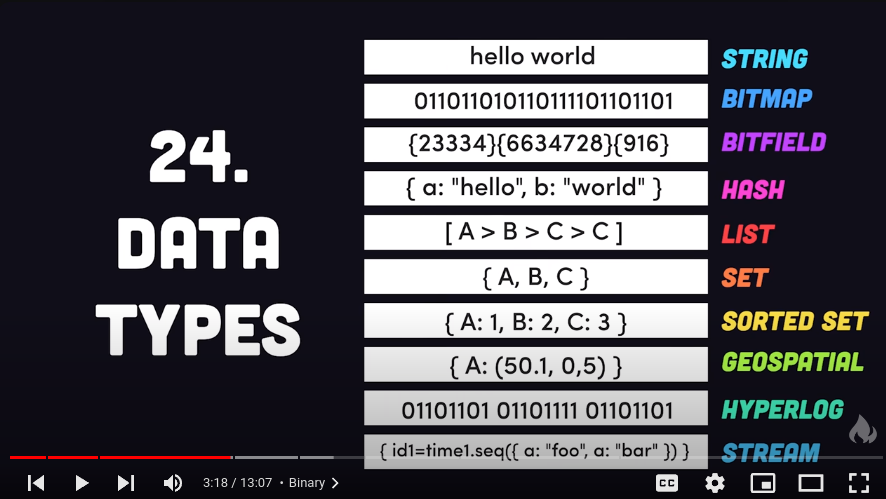 24.
DATA
TYPES
hello world STRING
011011010110111101101101 BITMAP
{23334}{6634728}{916} BITFIELD
{ a: "hello", b: "world" } HASH
[ A > B > C > C ] LIST
{ A, B, C } SET
{ A: 1, B: 2, C: 3 } SORTED SET
{ A: (50.1, 0,5) } GEOSPATIAL
01101101 01101111 01101101 HYPERLOG
{ id1=time1.seq({ a: "foo", a: "bar" }) } STREAM
3:18 / 13:07 • Binary
CC